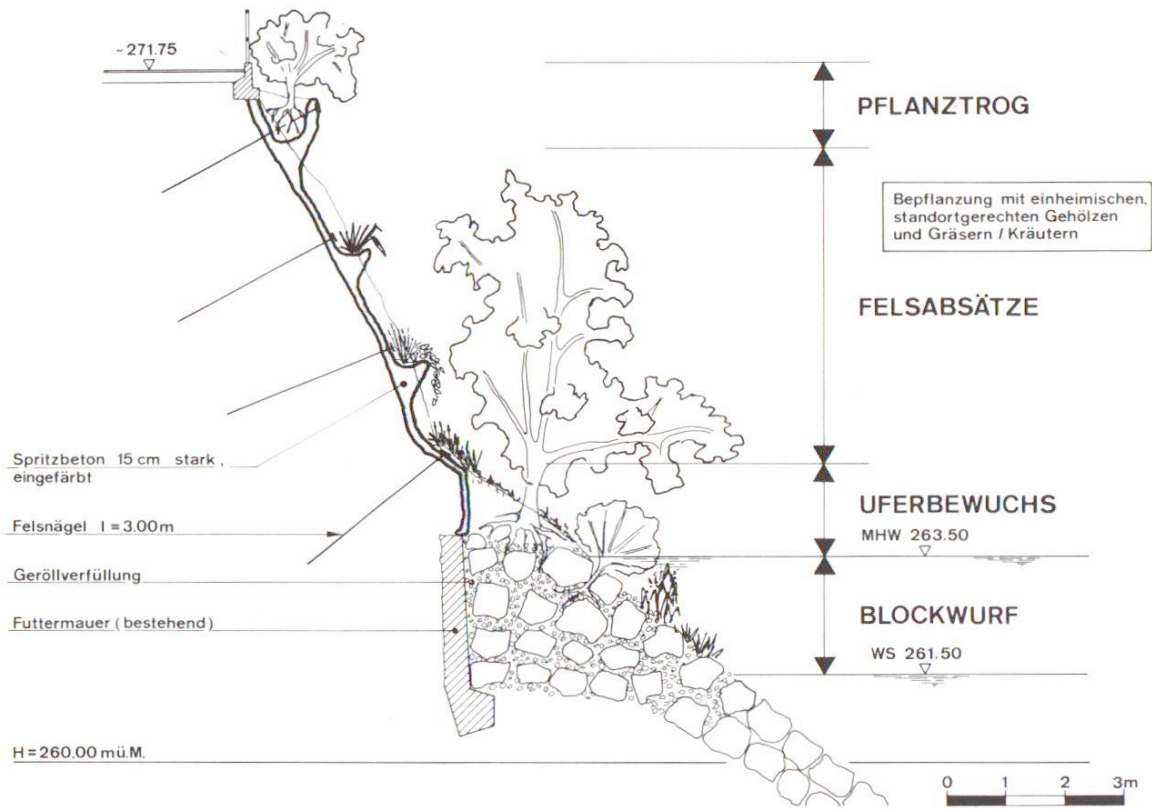 ~271.75
PFLANZTROG
Bepflanzung mit einheimischen,
standortgerechten Gehölzen
und Gräsern / Kräutern
FELSABSÄTZE
Spritzbeton 15 cm stark,
eingefärbt
UFERBEWUCHS
Felsnägel l = 3.00 m
MHW 263.50
Geröllverfüllung
Futtermauer (bestehend)
BLOCKWURF
WS 261.50
H = 260.00 mü.M.
0 1 2 3m